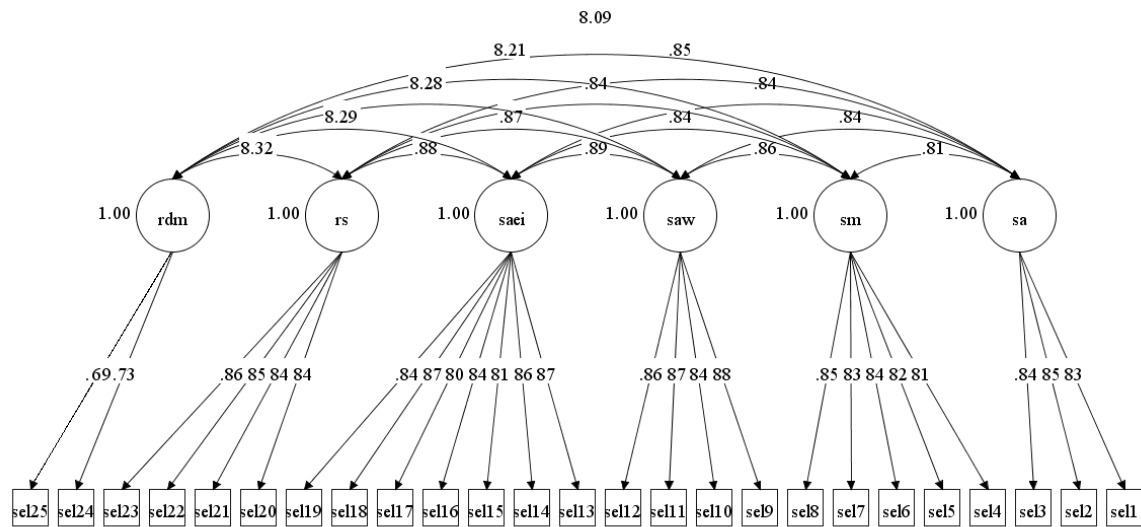 8.09
8.21 .85
8.28 .84 .84
8.29 .87 .84 .84
8.32 .88 .89 .86 .81
1.00 rdm 1.00 rs 1.00 saei 1.00 saw 1.00 sm 1.00 sa
.69 .73 .86 85 84 84 .84 87 80 84 81 86 87 .86 87 84 88 .85 83 84 82 81 .84 85 83
sel25 sel24 sel23 sel22 sel21 sel20 sel19 sel18 sel17 sel16 sel15 sel14 sel13 sel12 sel11 sel10 sel9 sel8 sel7 sel6 sel5 sel4 sel3 sel2 sel1